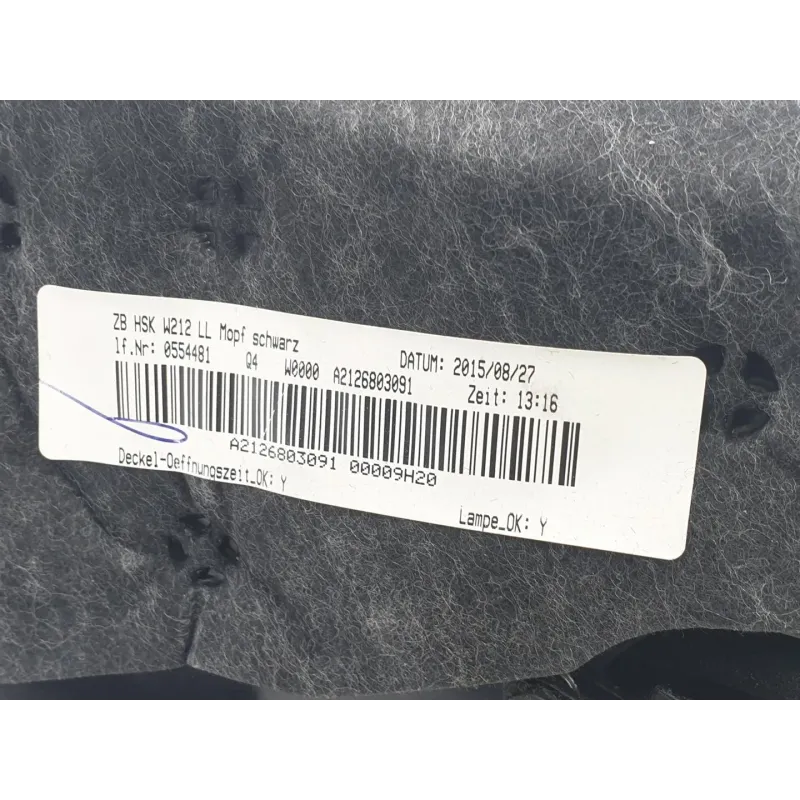 ZB HSK W212 LL Mopf schwarz
DATUM: 2015/08/27
lf.Nr: 0554481 Q4 W0000 A2126803091
Zeit: 13:16
A2126803091 00009H20
Deckel-Oeffnungszeit_OK: Y
Lampe_OK: Y